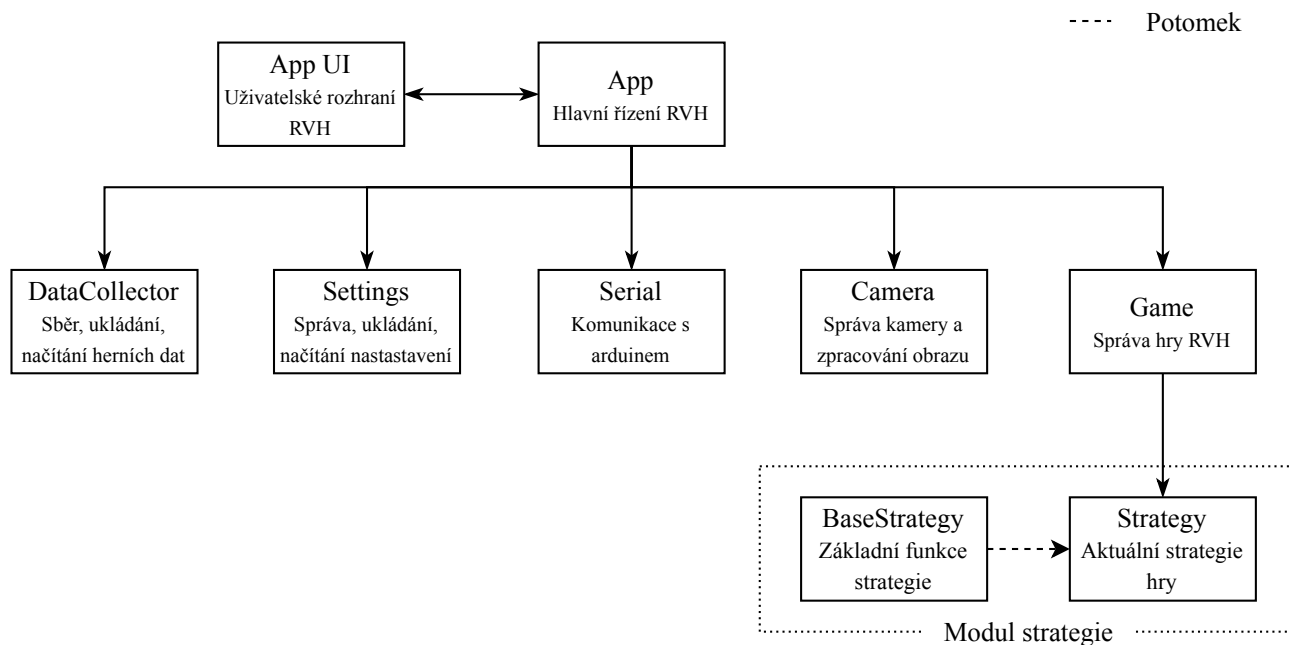 Potomek
App UI
Uživatelské rozhraní
RVH
App
Hlavní řízení RVH
DataCollector
Sběr, ukládání,
načítání herních dat
Settings
Správa, ukládání,
načítání nastastavení
Serial
Komunikace s
arduinem
Camera
Správa kamery a
zpracování obrazu
Game
Správa hry RVH
BaseStrategy
Základní funkce
strategie
Strategy
Aktuální strategie
hry
Modul strategie